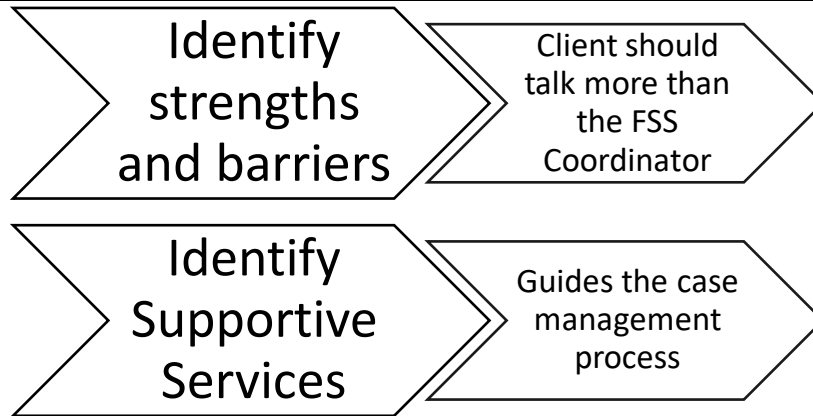 Identify
strengths
and barriers
Client should
talk more than
the FSS
Coordinator
Identify
Supportive
Services
Guides the case
management
process